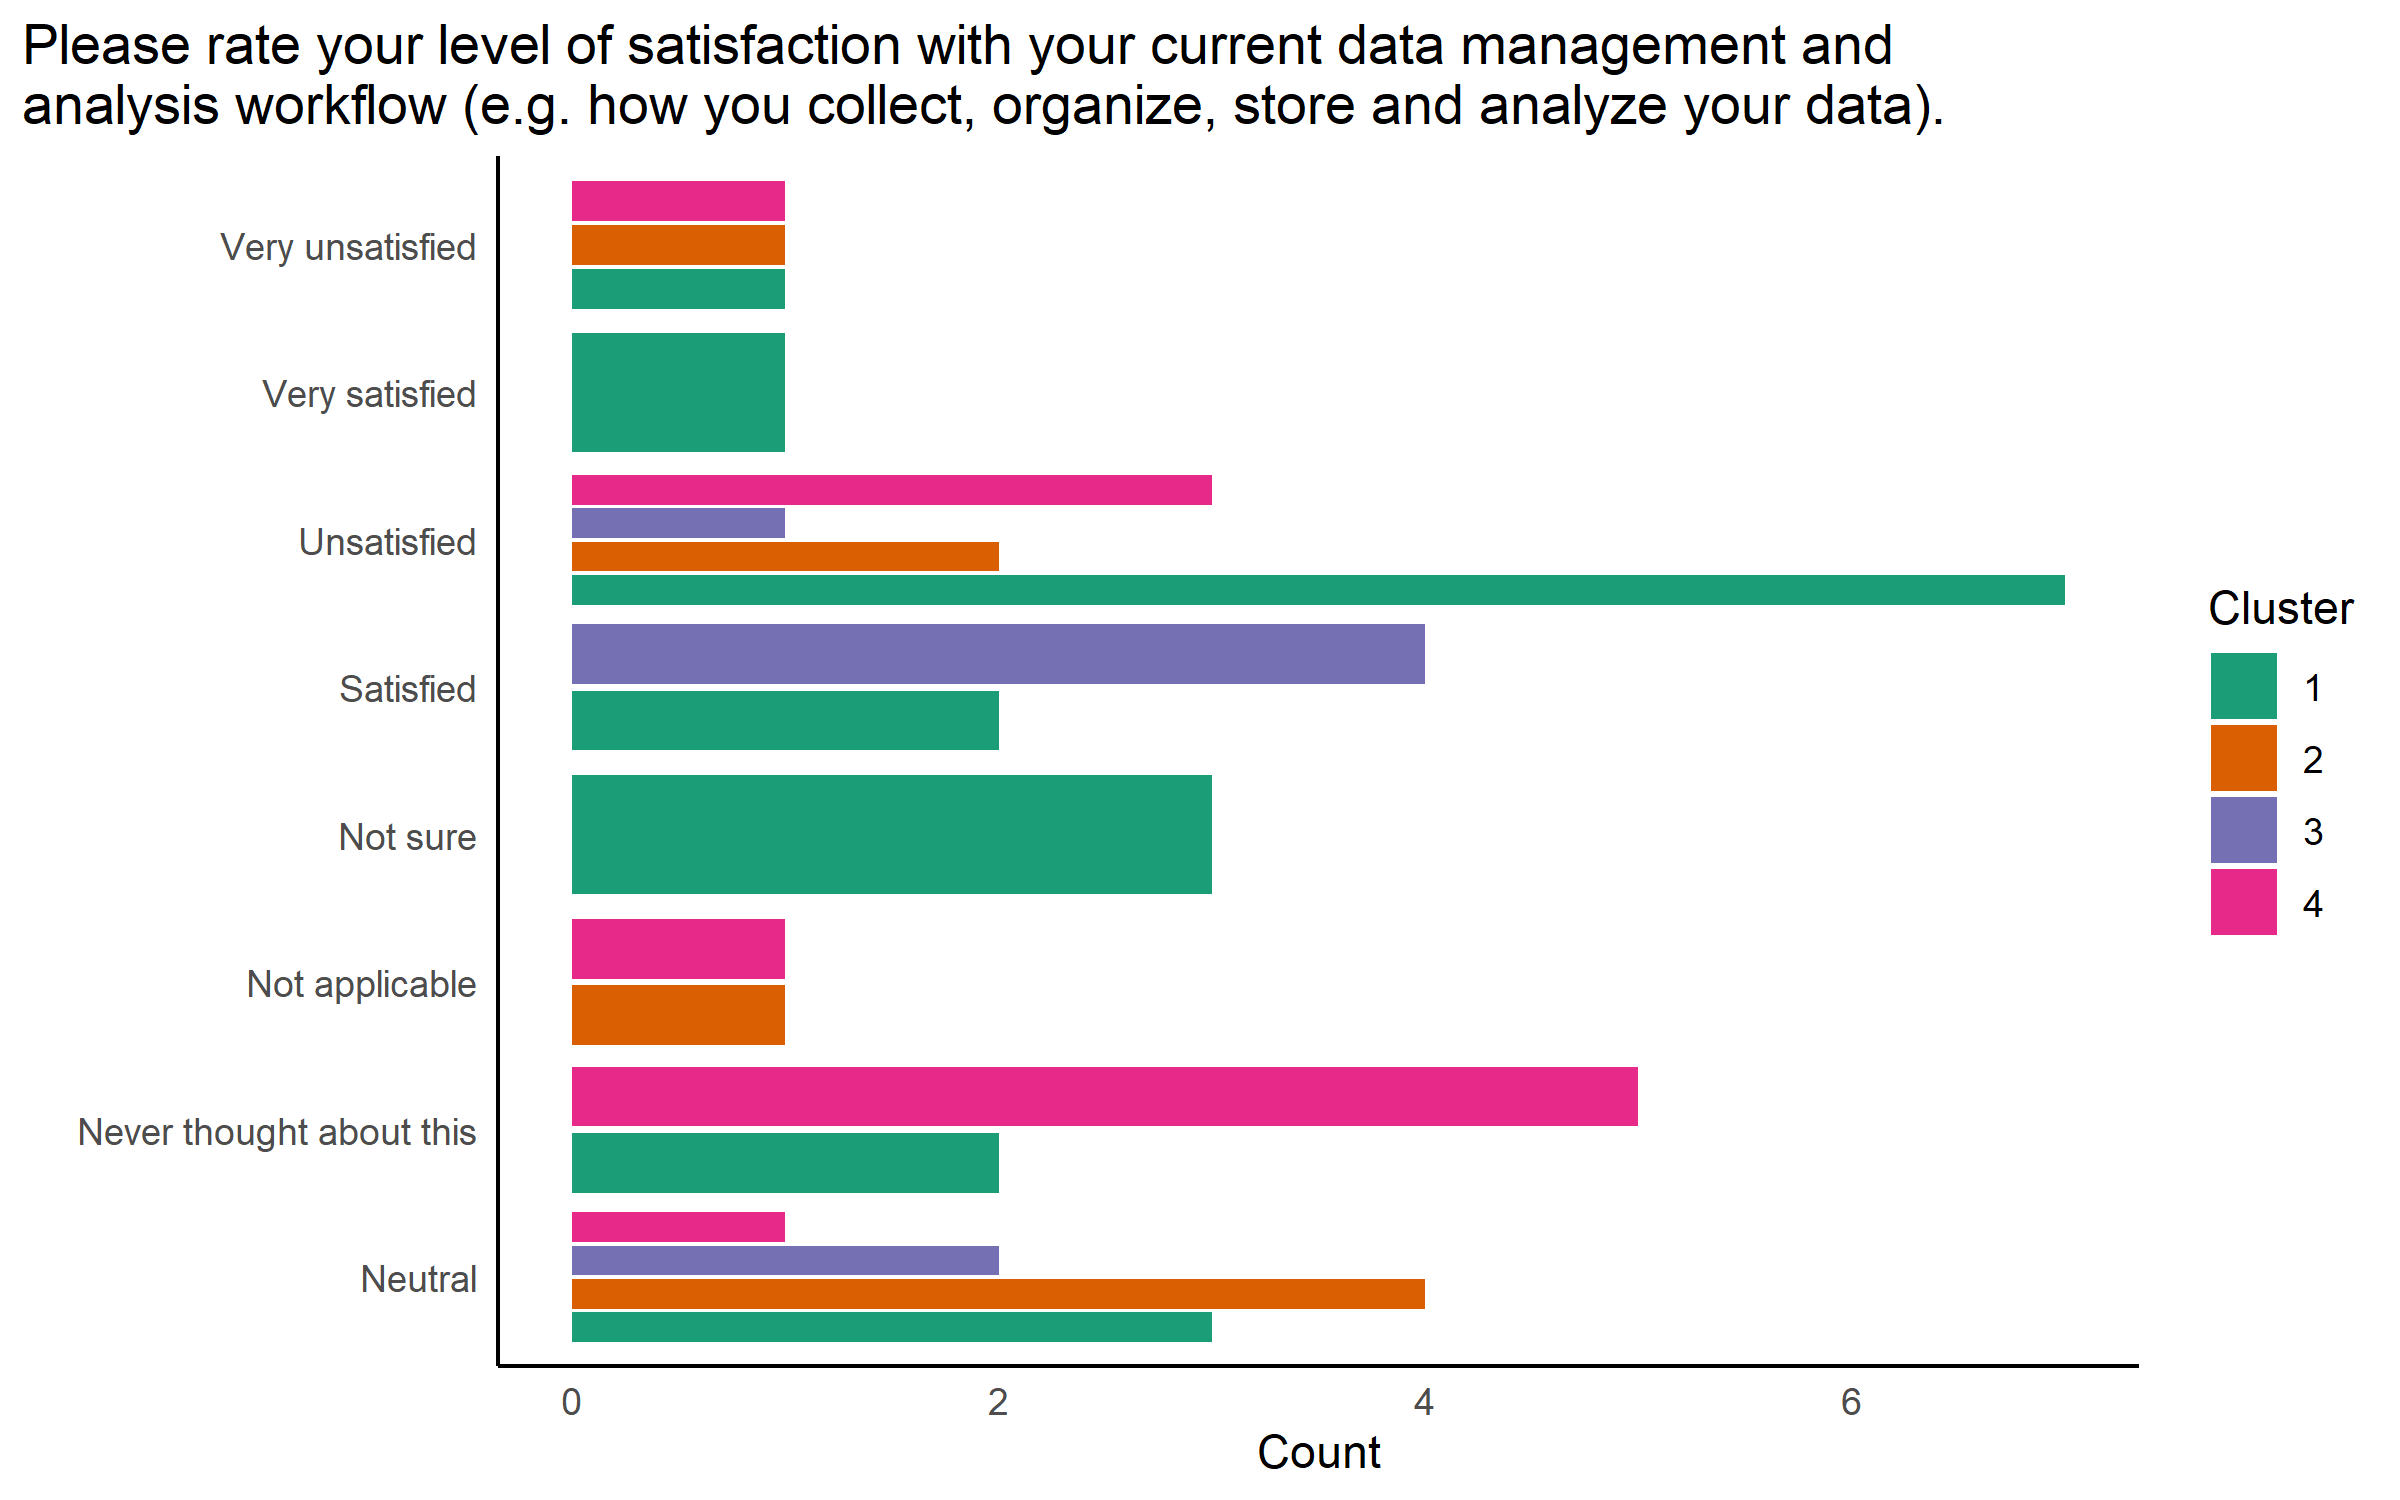 Please rate your level of satisfaction with your current data management and
analysis workflow (e.g. how you collect, organize, store and analyze your data).
Very unsatisfied
Very satisfied
Unsatisfied
Satisfied
Not sure
Not applicable
Never thought about this
Neutral
0 2 4 6
Count
Cluster
1
2
3
4